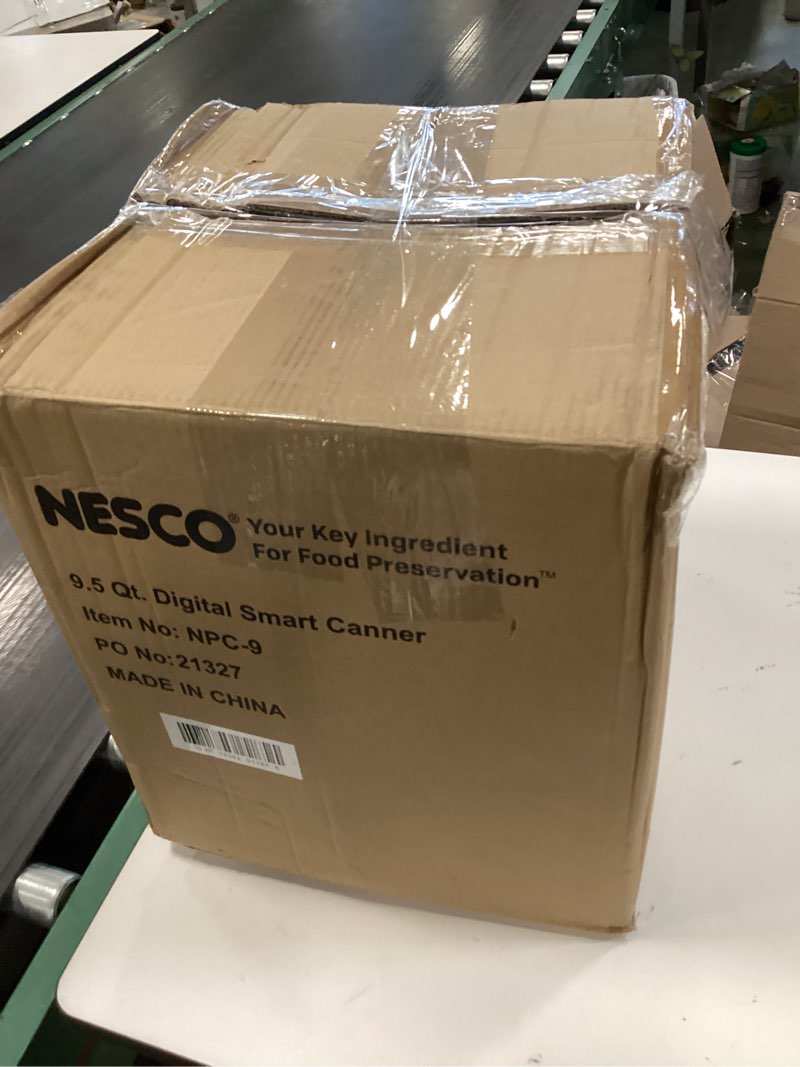 NESCO® Your Key Ingredient
For Food Preservation™
9.5 Qt. Digital Smart Canner
Item No: NPC-9
PO No:21327
MADE IN CHINA